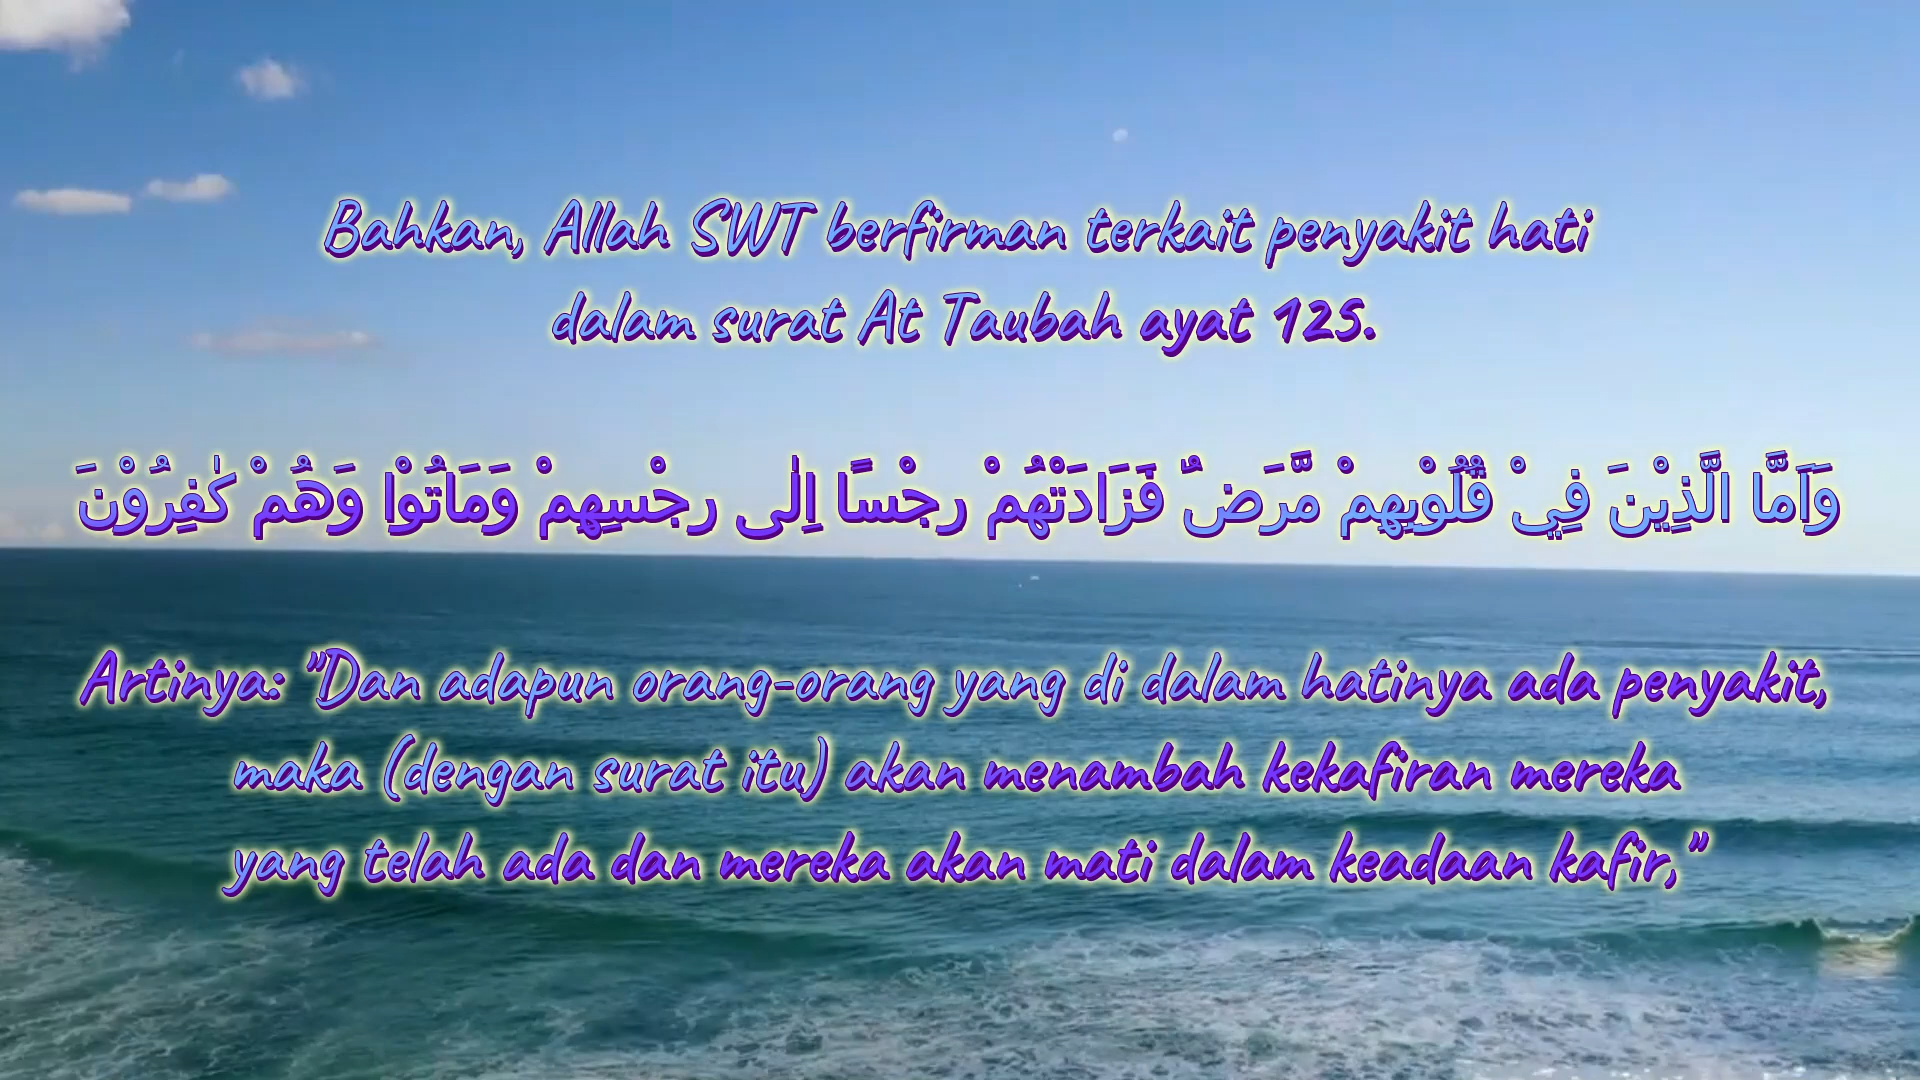 Bahkan, Allah SWT berfirman terkait penyakit hati
dalam surat At Taubah ayat 125.
وَاَمَّا الَّذِيْنَ فِيْ قُلُوْبِهِمْ مَّرَضٌ فَزَادَتْهُمْ رِجْسًا اِلٰى رِجْسِهِمْ وَمَاتُوْا وَهُمْ كٰفِرُوْنَ
Artinya: "Dan adapun orang-orang yang di dalam hatinya ada penyakit,
maka (dengan surat itu) akan menambah kekafiran mereka
yang telah ada dan mereka akan mati dalam keadaan kafir,"